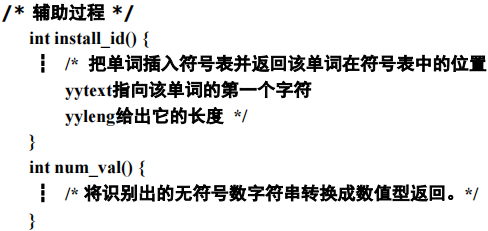 /* 辅助过程 */
int install_id() {
┇ /* 把单词插入符号表并返回该单词在符号表中的位置
yytext指向该单词的第一个字符
yyleng给出它的长度 */
}
int num_val() {
┇ /* 将识别出的无符号数字符串转换成数值型返回。*/
}